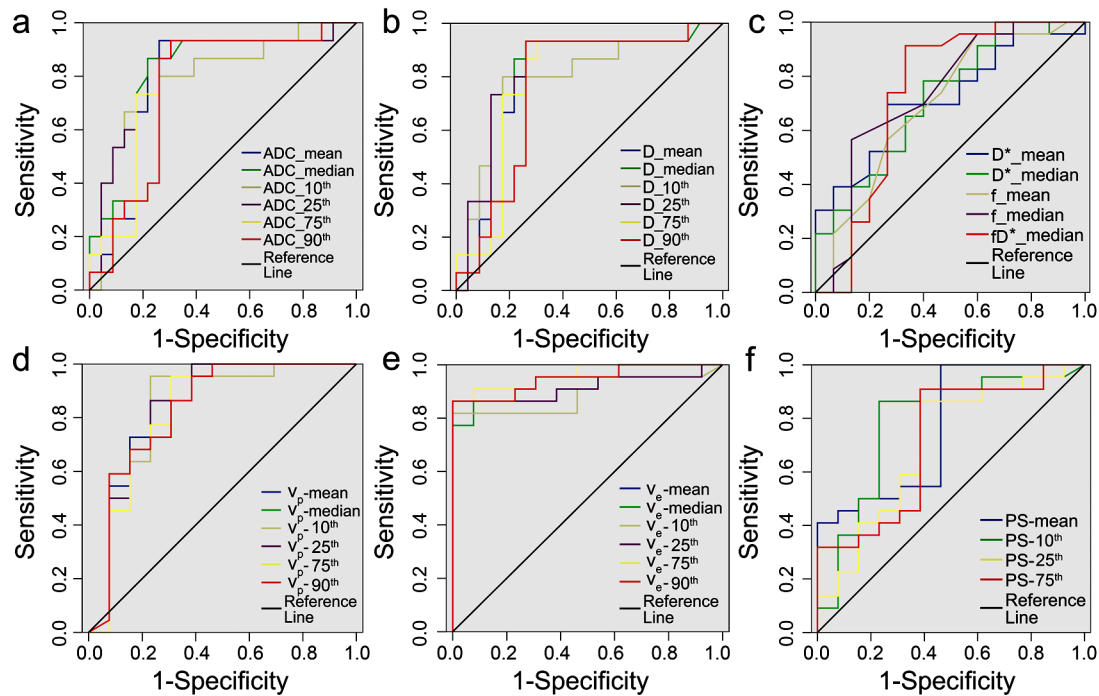 a
Sensitivity
1.0
0.8
0.6
0.4
0.2
0.0
ADC_mean
ADC_median
ADC_10th
ADC_25th
ADC_75th
ADC_90th
Reference
Line
0.0 0.2 0.4 0.6 0.8 1.0
1-Specificity
b
Sensitivity
1.0
0.8
0.6
0.4
0.2
0.0
D_mean
D_median
D_10th
D_25th
D_75th
D_90th
Reference
Line
0.0 0.2 0.4 0.6 0.8 1.0
1-Specificity
c
Sensitivity
1.0
0.8
0.6
0.4
0.2
0.0
D*_mean
D*_median
f_mean
f_median
fD*_median
Reference
Line
0.0 0.2 0.4 0.6 0.8 1.0
1-Specificity
d
Sensitivity
1.0
0.8
0.6
0.4
0.2
0.0
Vp-mean
Vp-median
Vp-10th
Vp-25th
Vp-75th
Vp-90th
Reference
Line
0.0 0.2 0.4 0.6 0.8 1.0
1-Specificity
e
Sensitivity
1.0
0.8
0.6
0.4
0.2
0.0
Ve-mean
Ve-median
Ve-10th
Ve-25th
Ve-75th
Ve-90th
Reference
Line
0.0 0.2 0.4 0.6 0.8 1.0
1-Specificity
f
Sensitivity
1.0
0.8
0.6
0.4
0.2
0.0
PS-mean
PS-10th
PS-25th
PS-75th
Reference
Line
0.0 0.2 0.4 0.6 0.8 1.0
1-Specificity